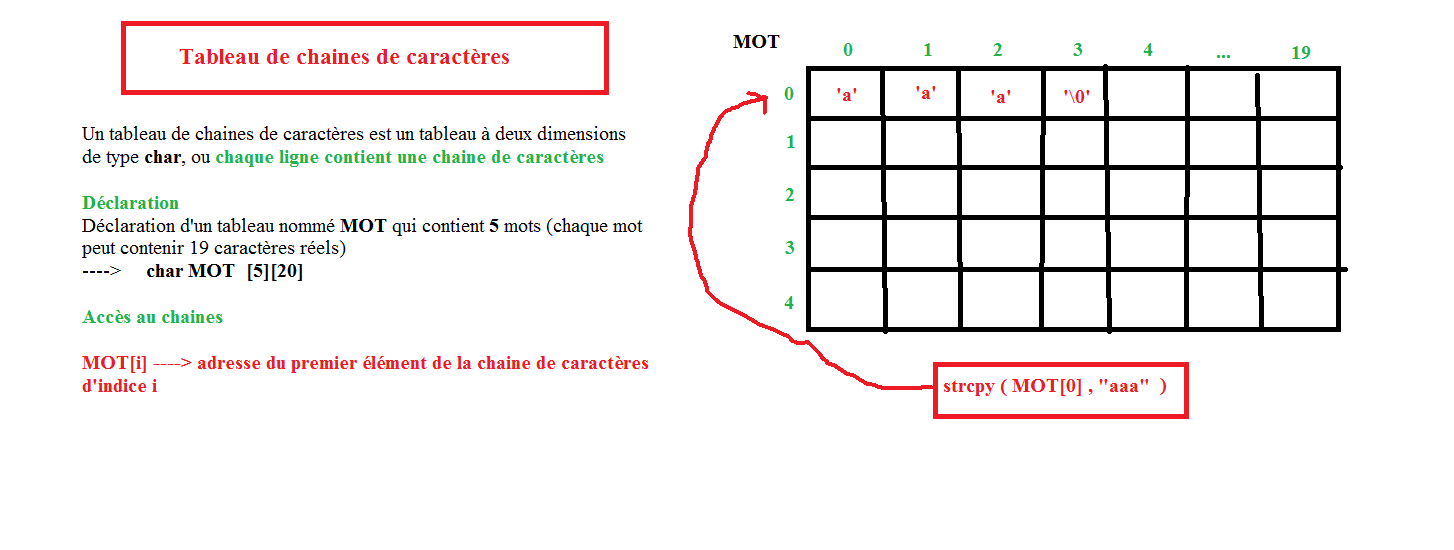 Tableau de chaines de caractères
Un tableau de chaines de caractères est un tableau à deux dimensions
de type char, ou chaque ligne contient une chaine de caractères
Déclaration
Déclaration d'un tableau nommé MOT qui contient 5 mots (chaque mot
peut contenir 19 caractères réels)
----> char MOT [5][20]
Accès au chaines
MOT[i] ----> adresse du premier élément de la chaine de caractères
d'indice i
MOT
0 1 2 3 4 ... 19
0 'a' 'a' 'a' '\0'
1
2
3
4
strcpy ( MOT[0] , "aaa" )